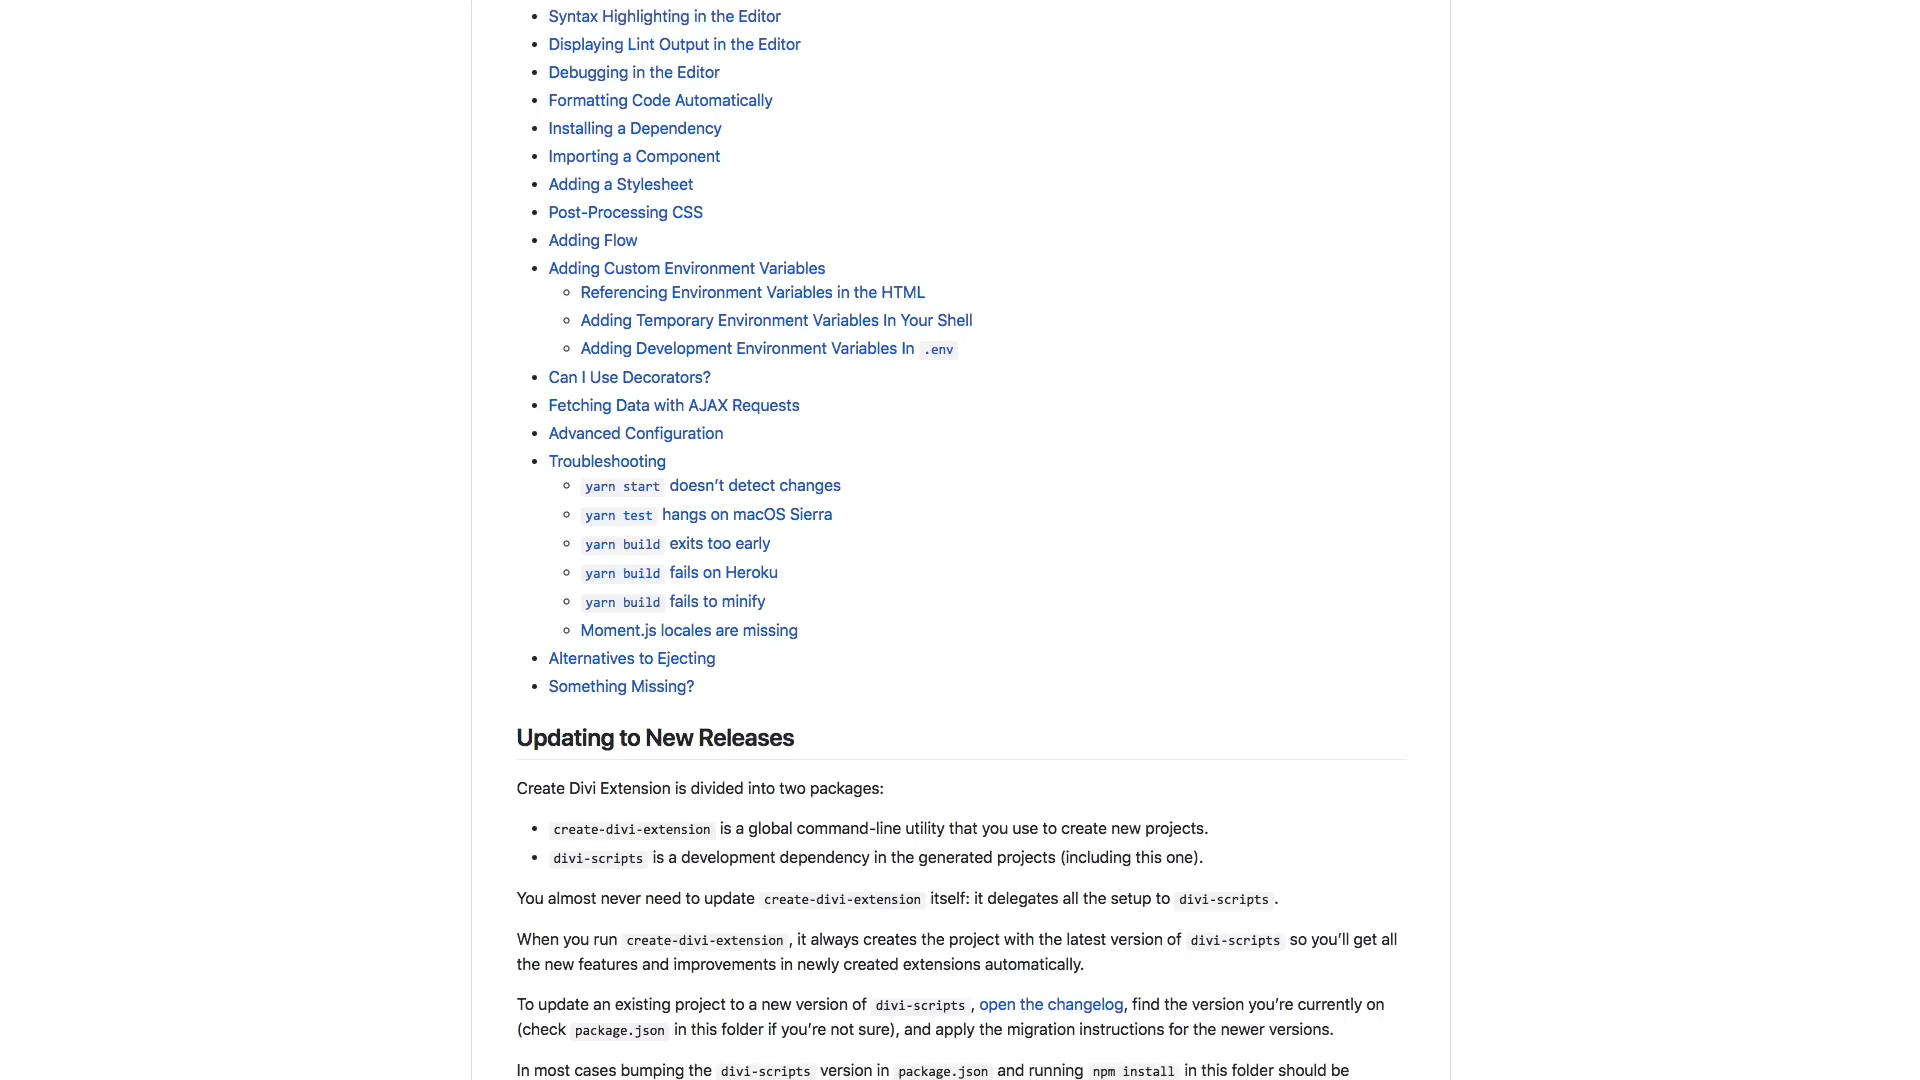 Syntax Highlighting in the Editor
Displaying Lint Output in the Editor
Debugging in the Editor
Formatting Code Automatically
Installing a Dependency
Importing a Component
Adding a Stylesheet
Post-Processing CSS
Adding Flow
Adding Custom Environment Variables
Referencing Environment Variables in the HTML
Adding Temporary Environment Variables In Your Shell
Adding Development Environment Variables In .env
Can I Use Decorators?
Fetching Data with AJAX Requests
Advanced Configuration
Troubleshooting
yarn start doesn’t detect changes
yarn test hangs on macOS Sierra
yarn build exits too early
yarn build fails on Heroku
yarn build fails to minify
Moment.js locales are missing
Alternatives to Ejecting
Something Missing?
Updating to New Releases
Create Divi Extension is divided into two packages:
create-divi-extension is a global command-line utility that you use to create new projects.
divi-scripts is a development dependency in the generated projects (including this one).
You almost never need to update create-divi-extension itself: it delegates all the setup to divi-scripts.
When you run create-divi-extension, it always creates the project with the latest version of divi-scripts so you’ll get all
the new features and improvements in newly created extensions automatically.
To update an existing project to a new version of divi-scripts, open the changelog, find the version you’re currently on
(check package.json in this folder if you’re not sure), and apply the migration instructions for the newer versions.
In most cases bumping the divi-scripts version in package.json and running npm install in this folder should be